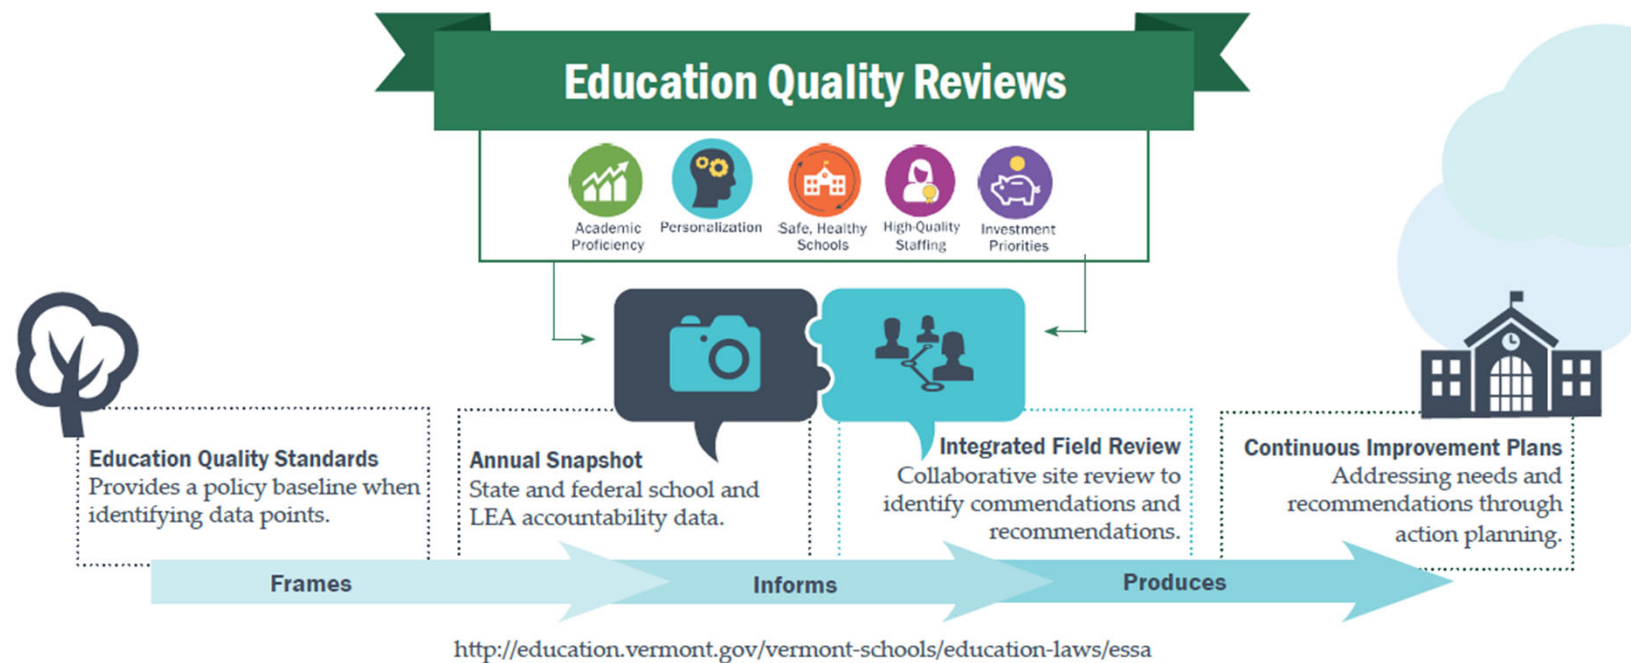 Education Quality Reviews
Academic
Proficiency
Personalization
Safe, Healthy
Schools
High-Quality
Staffing
Investment
Priorities
Education Quality Standards
Provides a policy baseline when
identifying data points.
Annual Snapshot
State and federal school and
LEA accountability data.
Integrated Field Review
Collaborative site review to
identify commendations and
recommendations.
Continuous Improvement Plans
Addressing needs and
recommendations through
action planning.
Frames
Informs
Produces
http://education.vermont.gov/vermont-schools/education-laws/essa